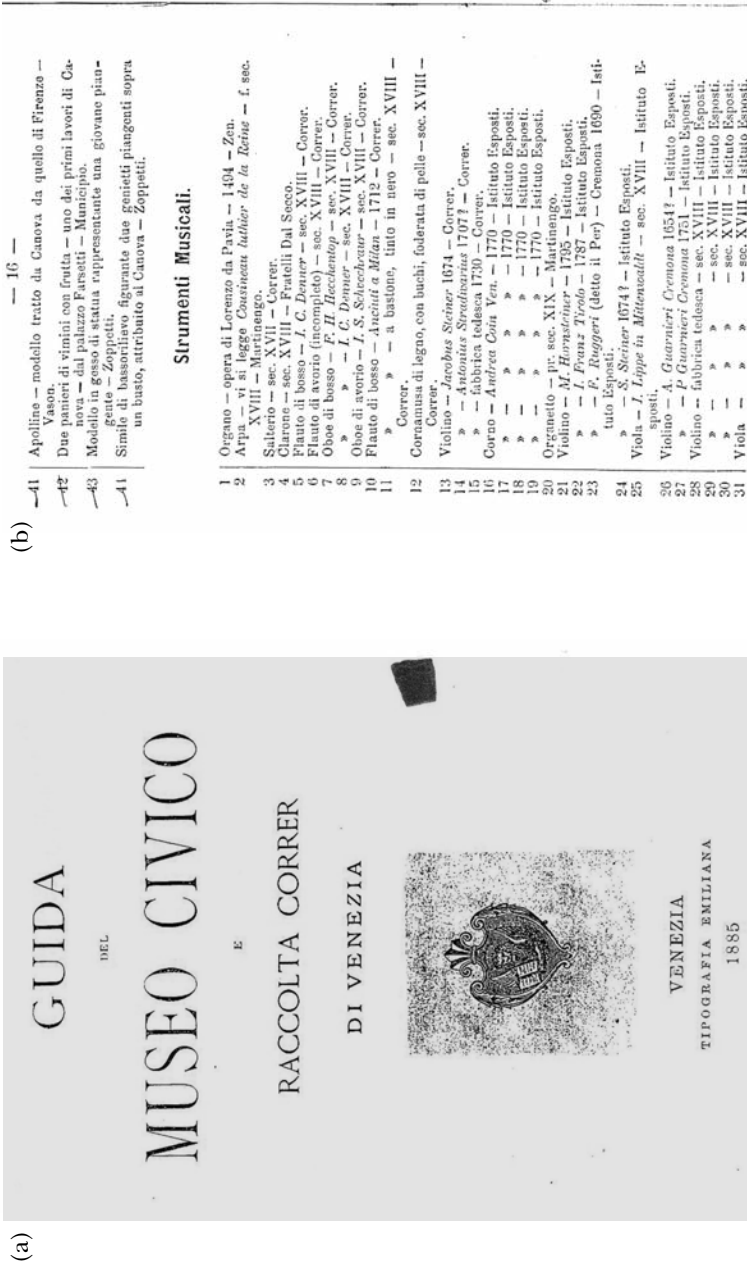 (a)
GUIDA
DEL
MUSEO CIVICO
E
RACCOLTA CORRER
DI VENEZIA
VENEZIA
TIPOGRAFIA EMILIANA
1885
(b)
— 16 —
41 Apolline — modello tratto da Canova da quello di Firenze —
Vason.
42 Due panieri di vimini con frutta — uno dei primi lavori di Ca-
nova — dal palazzo Farsetti — Municipio.
43 Modello in gesso di statua rappresentante una giovane pian-
gente — Zoppetti.
41 Simile di bassorilievo figurante due genietti piangenti sopra
un busto, attribuito al Canova — Zoppetti.
Strumenti Musicali.
1 Organo — opera di Lorenzo da Pavia — 1494 — Zen.
2 Arpa — vi si legge Cousineau luthier de la Reine — f. sec.
XVIII — Martinengo.
3 Salterio — sec. XVII — Correr.
4 Clarone — sec. XVIII — Fratelli Dal Secco.
5 Flauto di bosso — I. C. Denner — sec. XVIII — Correr.
6 Flauto di avorio (incompleto) — sec. XVIII — Correr.
7 Oboe di bosso — F. H. Heechentop — sec. XVIII — Correr.
8 » — I. C. Denner — sec. XVIII — Correr.
9 Oboe di avorio — I. S. Scheechraur — sec. XVIII — Correr.
10 Flauto di bosso — Anciuti a Milan — 1712 — Correr.
11 » » — a bastone, tinto in nero — sec. XVIII —
Correr.
12 Cornamusa di legno, con buchi, foderata di pelle — sec. XVIII —
Correr.
13 Violino — Jacobus Steiner 1674 — Correr.
14 » — Antonius Stradivarius 1707? — Correr.
15 » — fabbrica tedesca 1730 — Correr.
16 Corno — Andrea Coin Ven. — 1770 — Istituto Esposti.
17 » — » » » — 1770 — Istituto Esposti.
18 » — » » » — 1770 — Istituto Esposti.
19 » — » » » — 1770 — Istituto Esposti.
20 Organetto — pr. sec. XIX — Martinengo.
21 Violino — M. Hornsteiner — 1795 — Istituto Esposti.
22 » — I. Franz Tirolo — 1787 — Istituto Esposti.
23 » — F. Ruggeri (detto il Per) — Cremona 1690 — Isti-
tuto Esposti.
24 » — S. Steiner 1674? — Istituto Esposti.
25 Viola — I. Lippe in Mittenwaldt — sec. XVIII — Istituto E-
sposti.
26 Violino — A. Guarnieri Cremona 1654? — Istituto Esposti.
27 » — P Guarnieri Cremona 1751 — Istituto Esposti.
28 Violino — fabbrica tedesca — sec. XVIII — Istituto Esposti.
29 » — » » — sec. XVIII — Istituto Esposti.
30 » — » » — sec. XVIII — Istituto Esposti.
31 Viola — » » — sec. XVIII — Istituto Esposti.